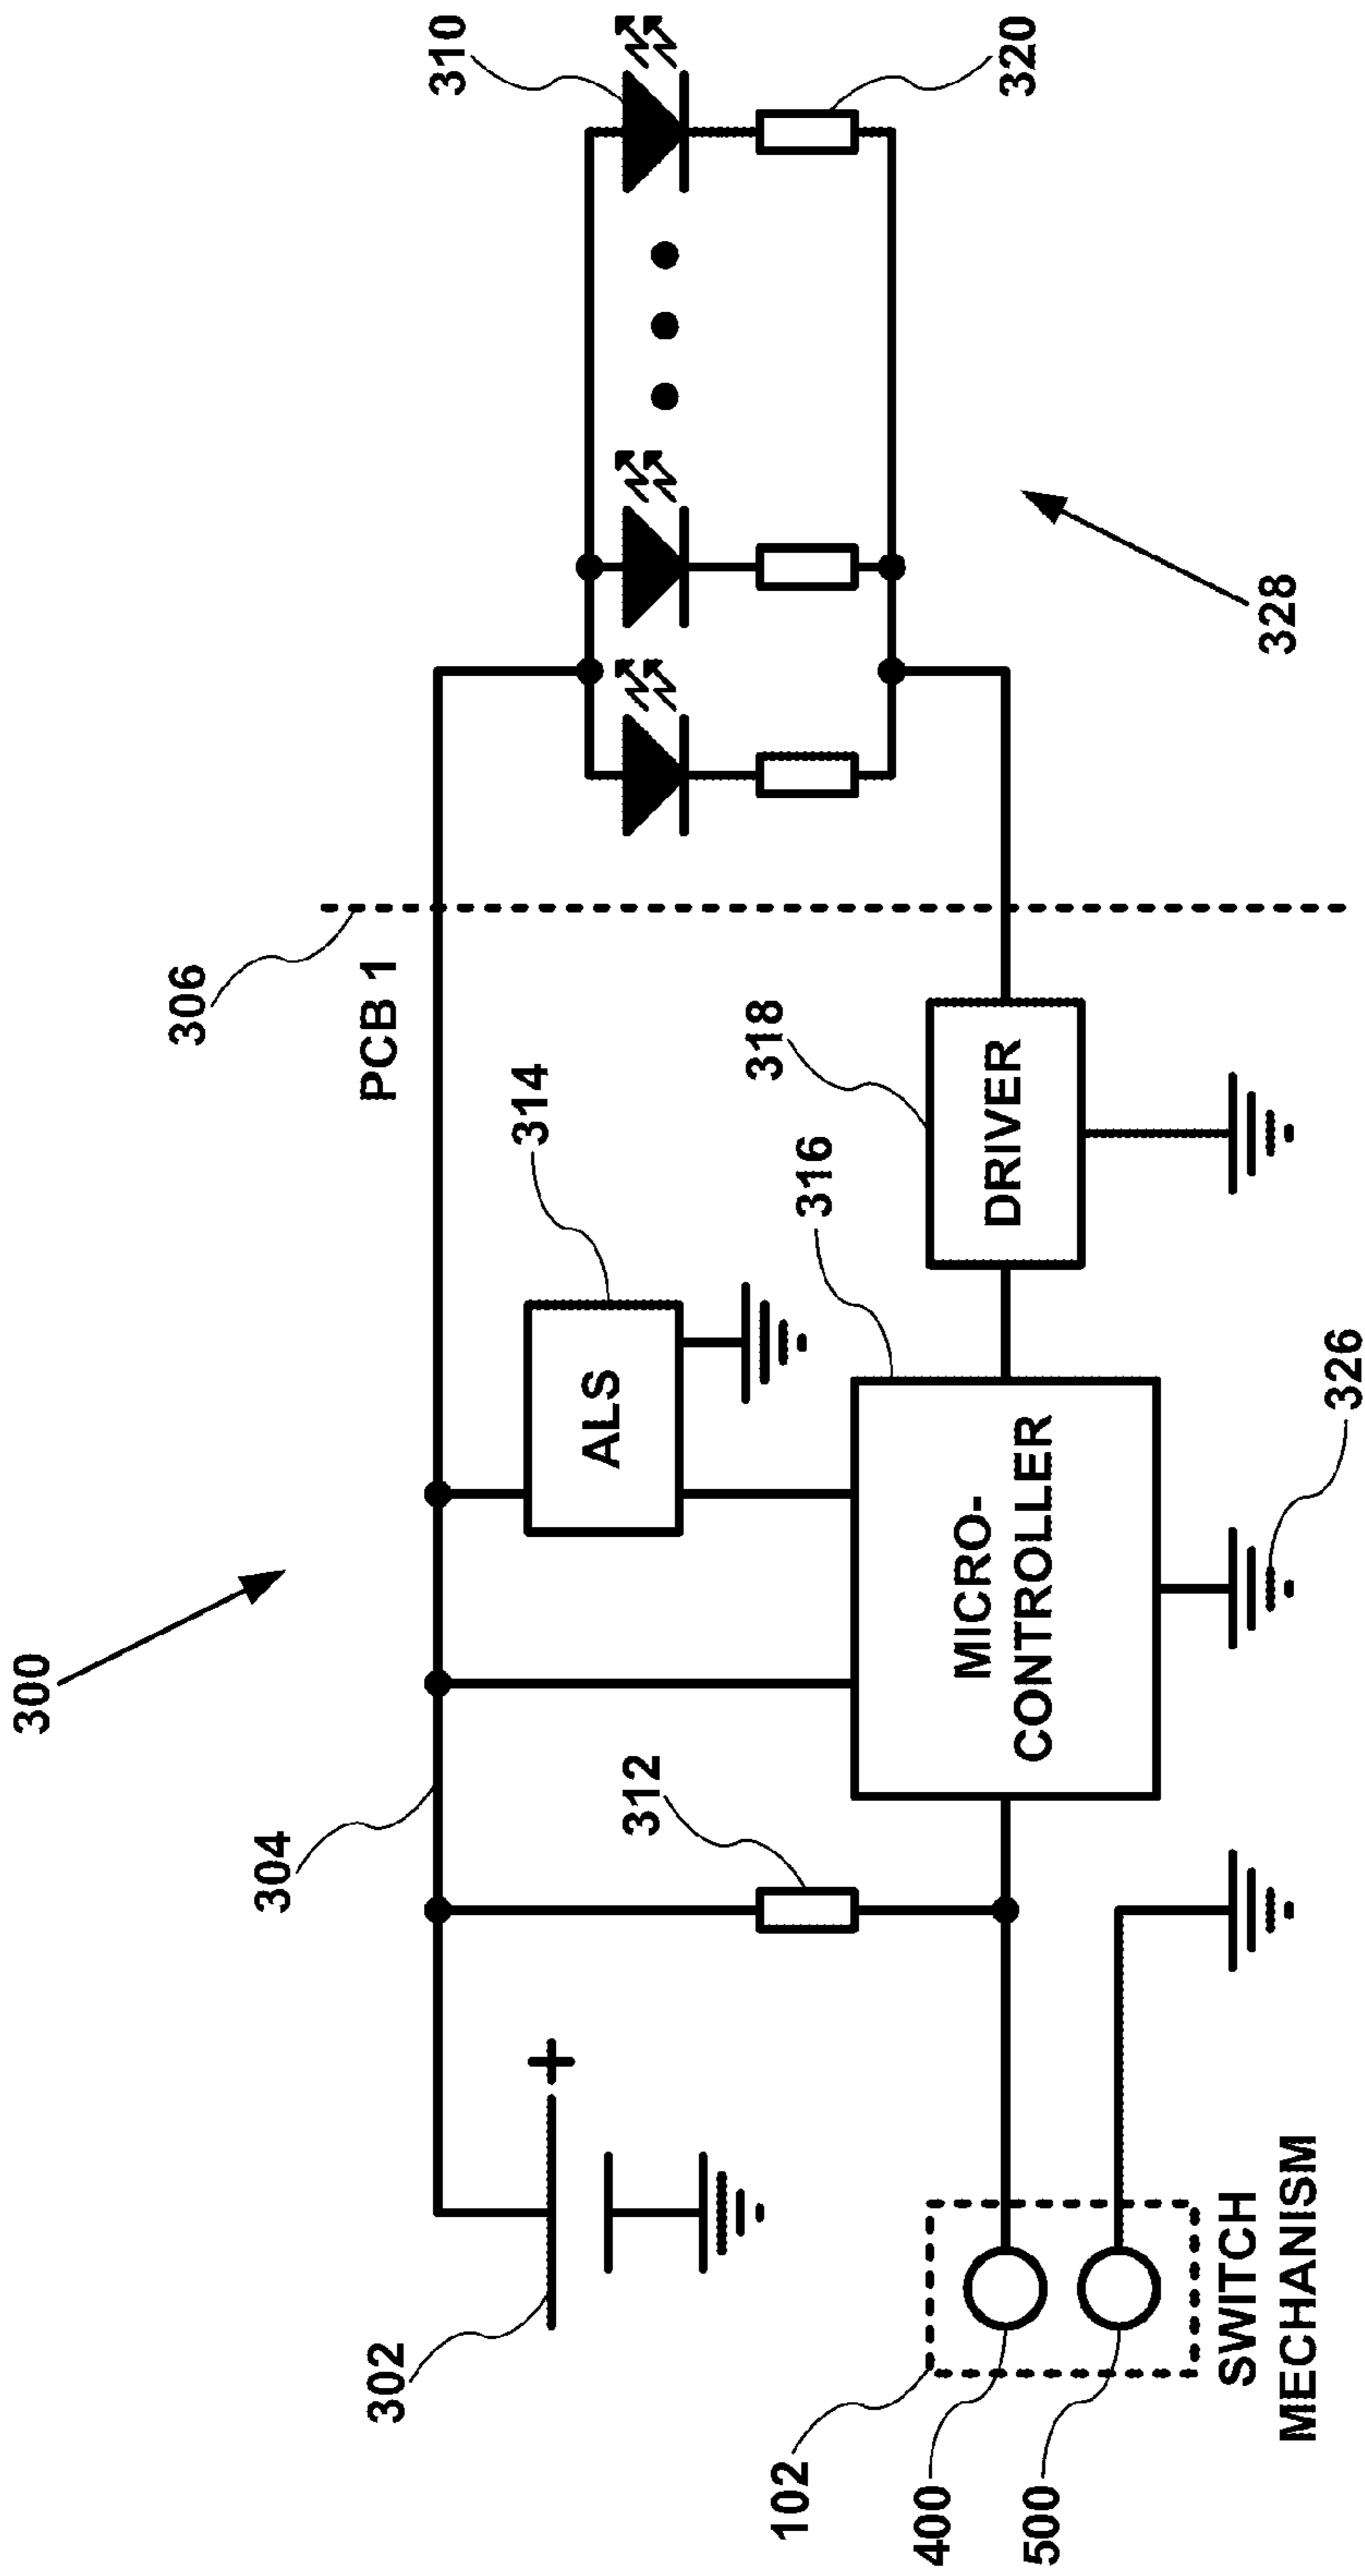 300
306
PCB 1
310
304
314
302
312
318
316
320
ALS
DRIVER
MICRO-
CONTROLLER
+
102
400
500
SWITCH
MECHANISM
326
328